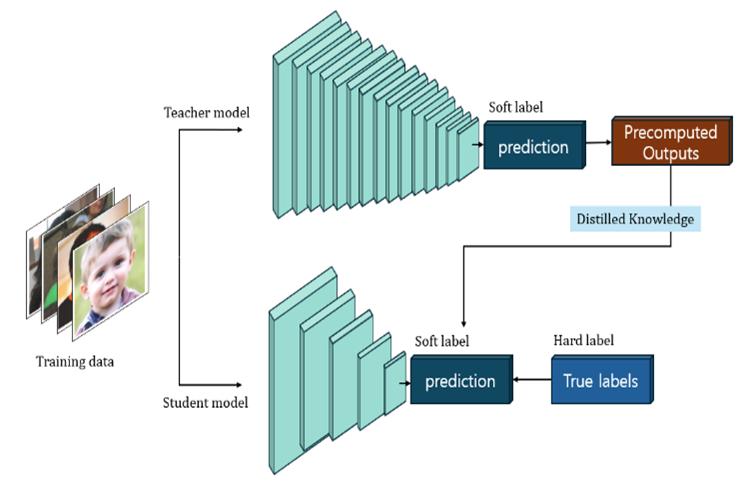 Teacher model
Soft label
prediction
Precomputed
Outputs
Distilled Knowledge
Training data
Soft label
Hard label
prediction
True labels
Student model